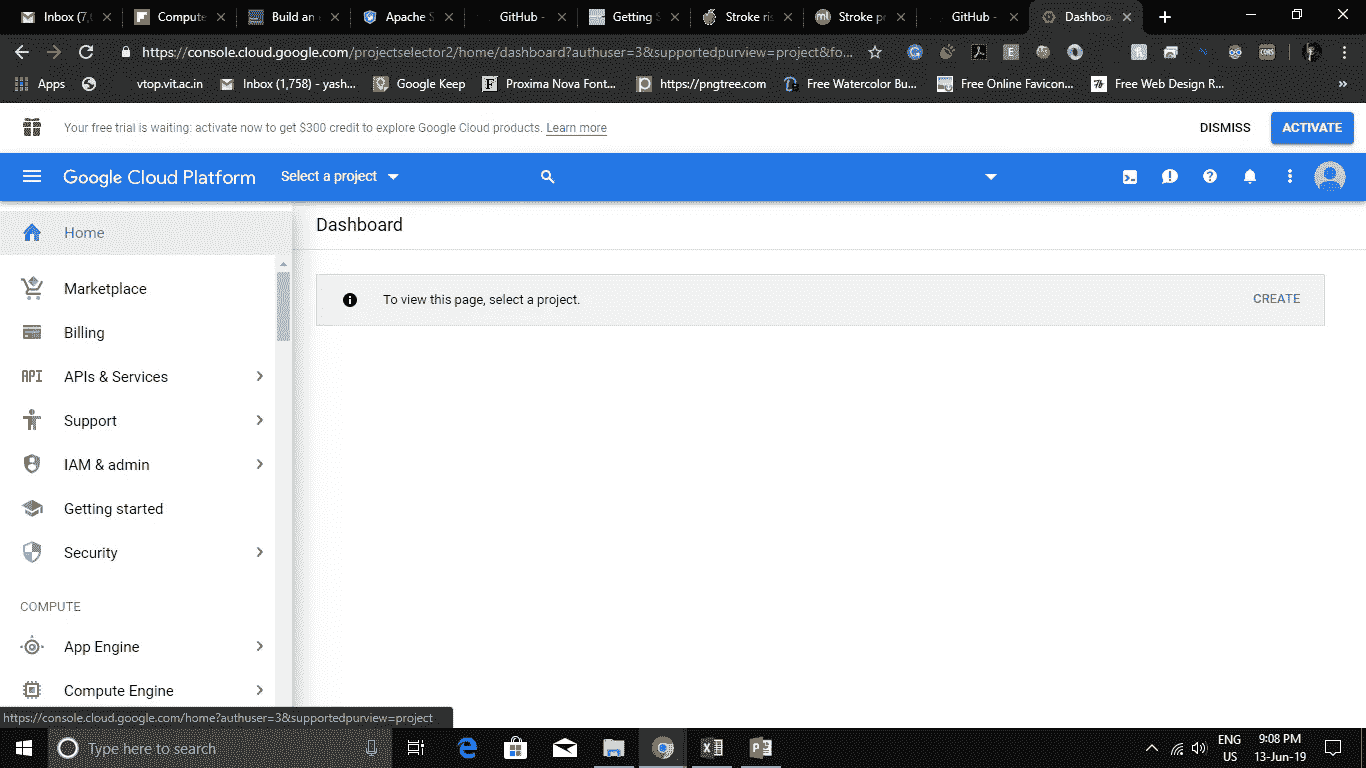 Inbox (7,
Compute
Build an
Apache S
GitHub -
Getting S
Stroke ris
Stroke pr
GitHub -
Dashboa
https://console.cloud.google.com/projectselector2/home/dashboard?authuser=3&supportedpurview=project&fo...
Apps
vtop.vit.ac.in
Inbox (1,758) - yash...
Google Keep
Proxima Nova Font...
https://pngtree.com
Free Watercolor Bu...
Free Online Favicon...
Free Web Design R...
»
Your free trial is waiting: activate now to get $300 credit to explore Google Cloud products. Learn more
DISMISS
ACTIVATE
Google Cloud Platform
Select a project
Home
Dashboard
To view this page, select a project.
CREATE
Marketplace
Billing
API APIs & Services
Support
IAM & admin
Getting started
Security
COMPUTE
App Engine
Compute Engine
https://console.cloud.google.com/home?authuser=3&supportedpurview=project
Type here to search
ENG
US
9:08 PM
13-Jun-19